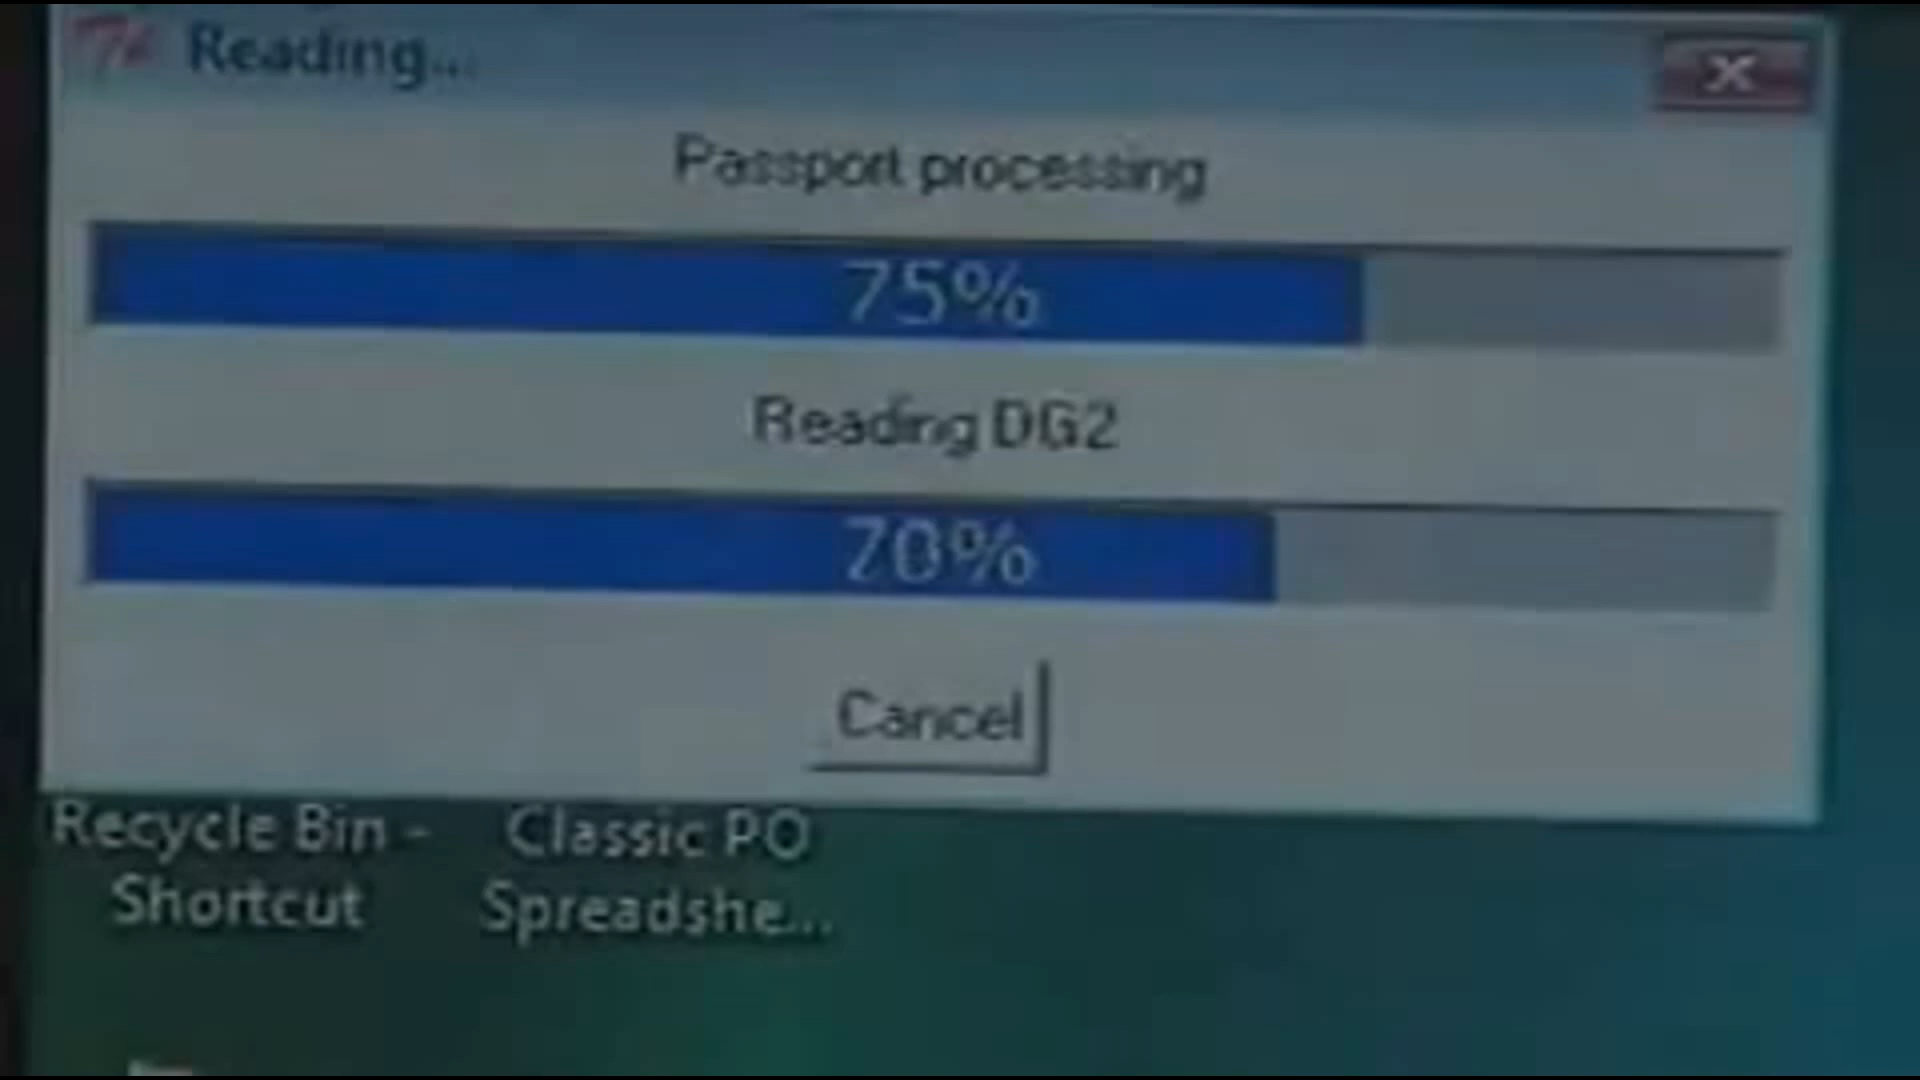 Reading...
Passport processing
75%
Reading DG2
70%
Cancel
Recycle Bin -
Shortcut
Classic PO
Spreadshe...